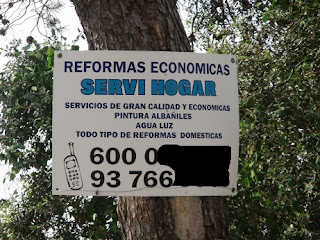 REFORMAS ECONOMICAS
SERVI HOGAR
SERVICIOS DE GRAN CALIDAD Y ECONOMICAS
PINTURA ALBAÑILES
AGUA LUZ
TODO TIPO DE REFORMAS DOMESTICAS
600 0
93 766